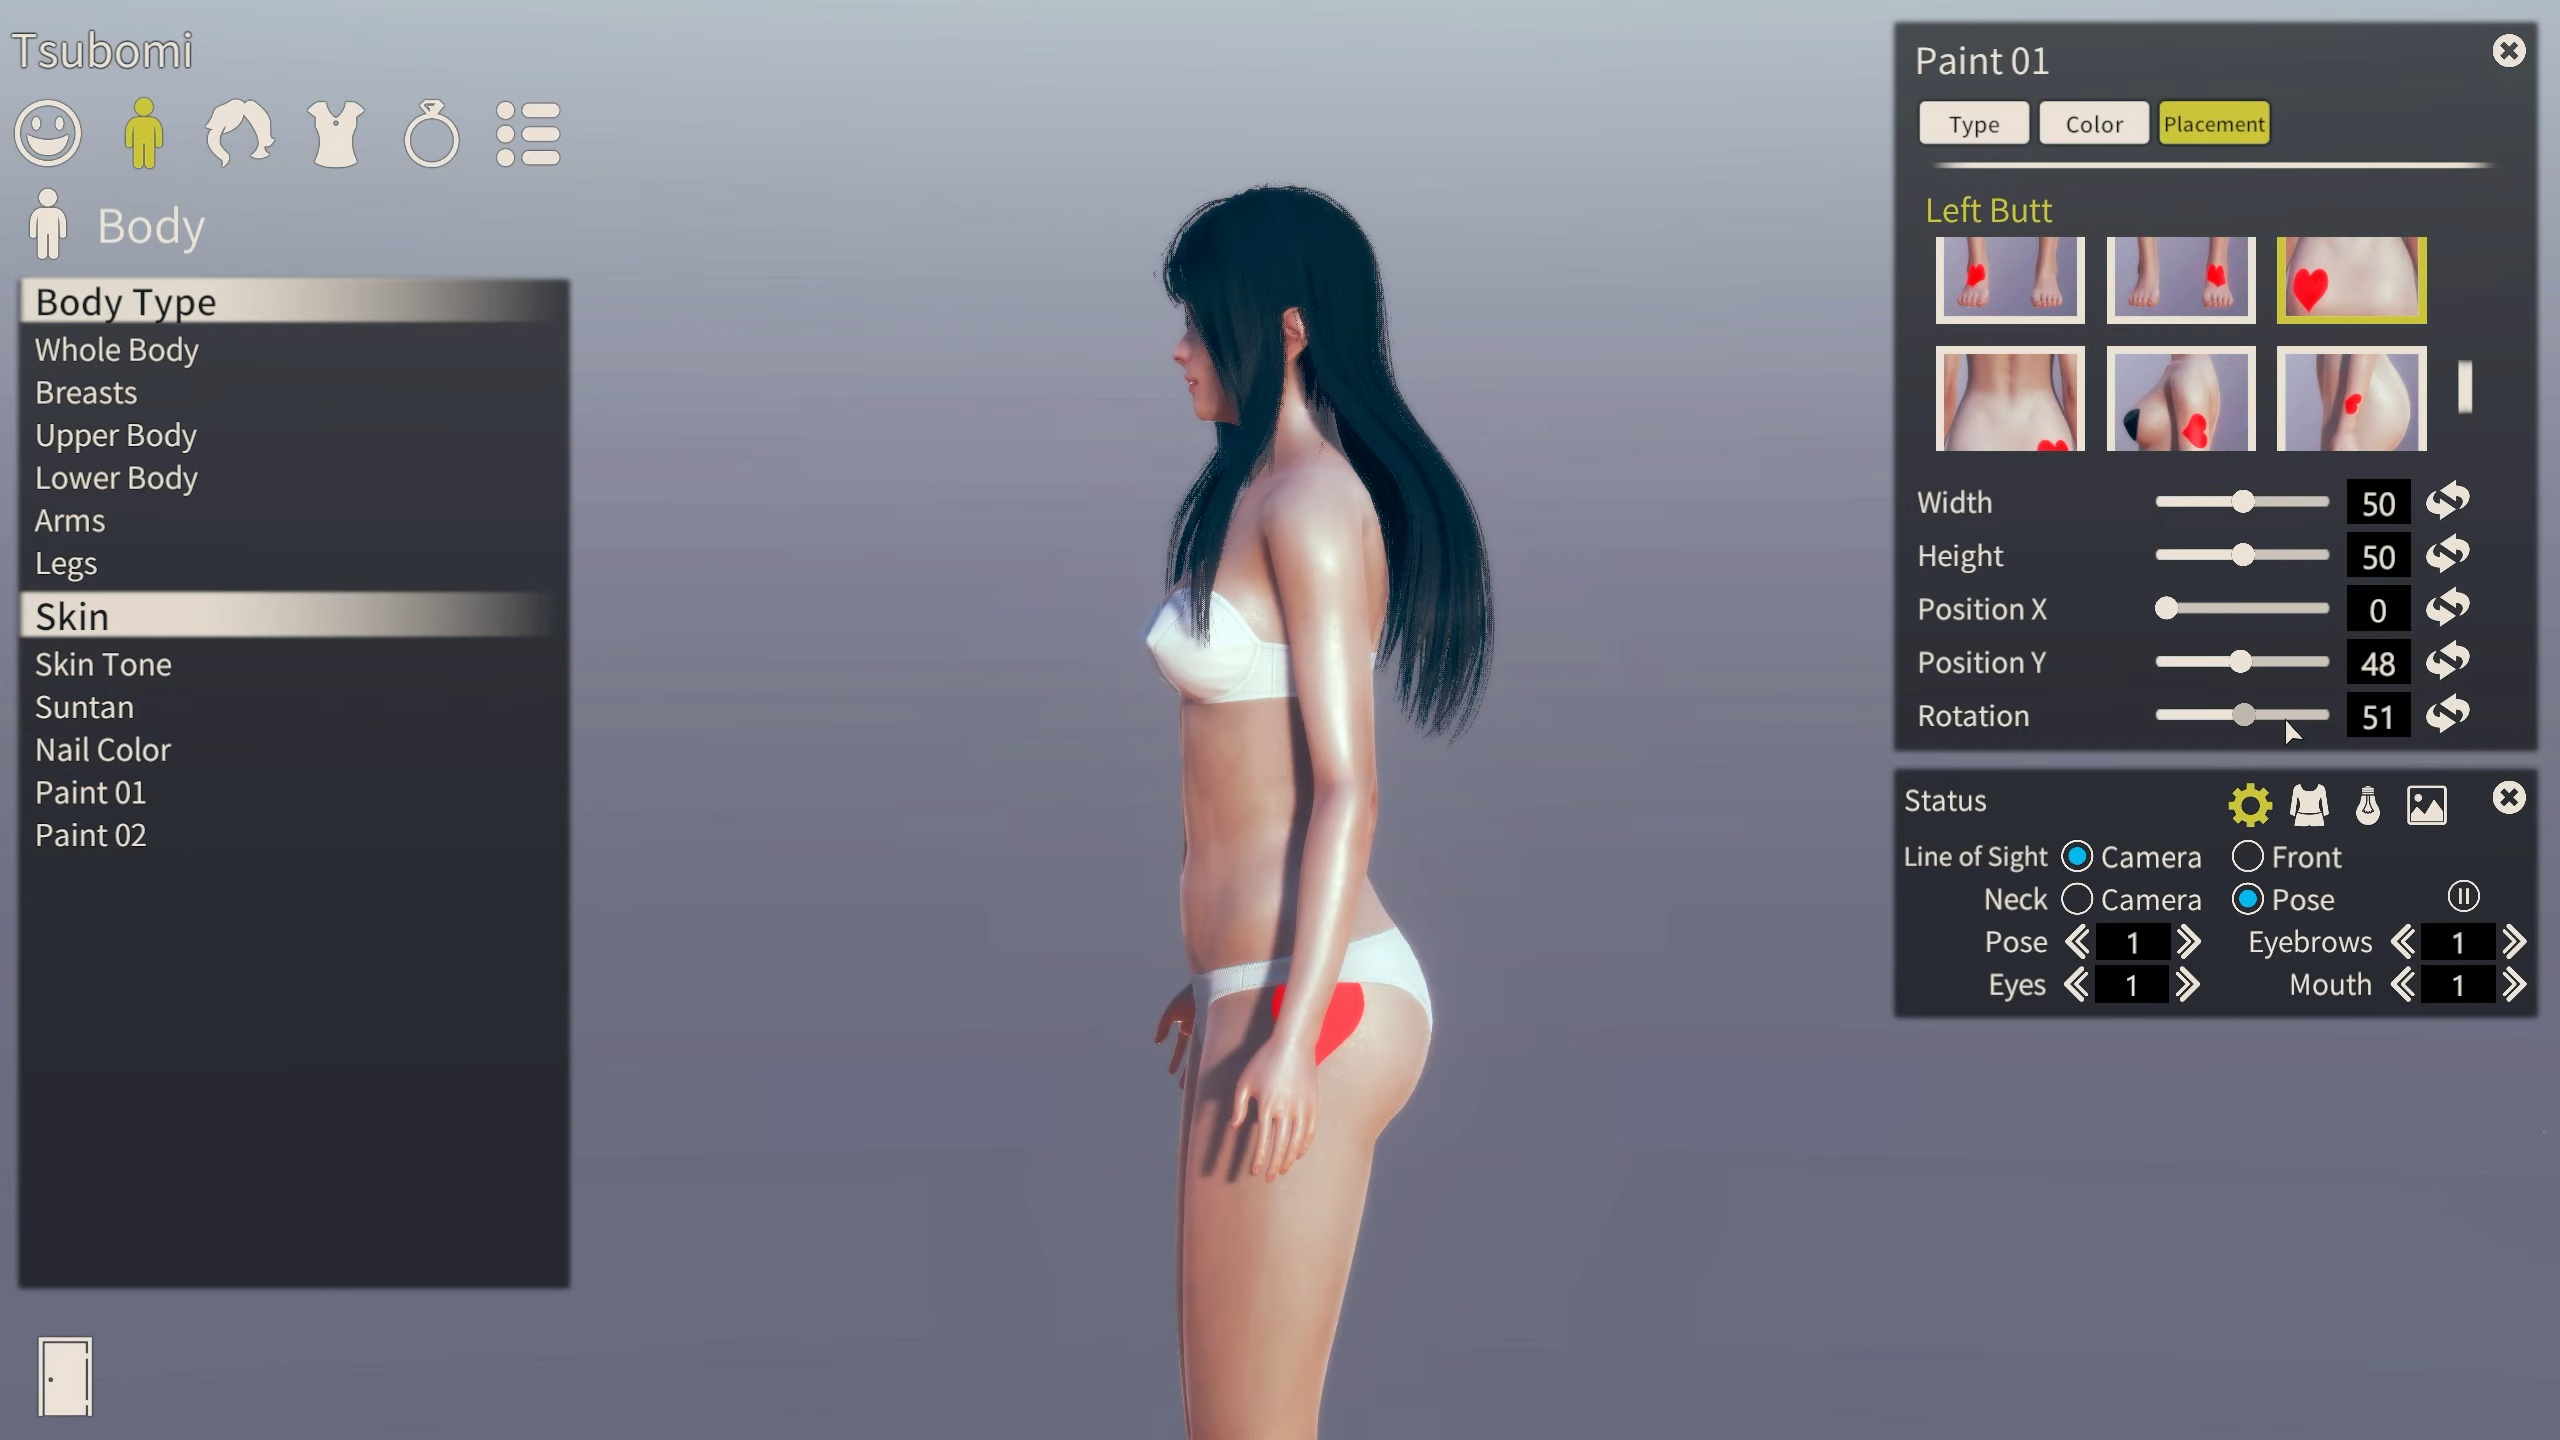 Tsubomi
Body
Body Type
Whole Body
Breasts
Upper Body
Lower Body
Arms
Legs
Skin
Skin Tone
Suntan
Nail Color
Paint 01
Paint 02
Paint 01
Type Color Placement
Left Butt
Width 50
Height 50
Position X 0
Position Y 48
Rotation 51
Status
Line of Sight Camera Front
Neck Camera Pose
Pose 1 Eyebrows 1
Eyes 1 Mouth 1